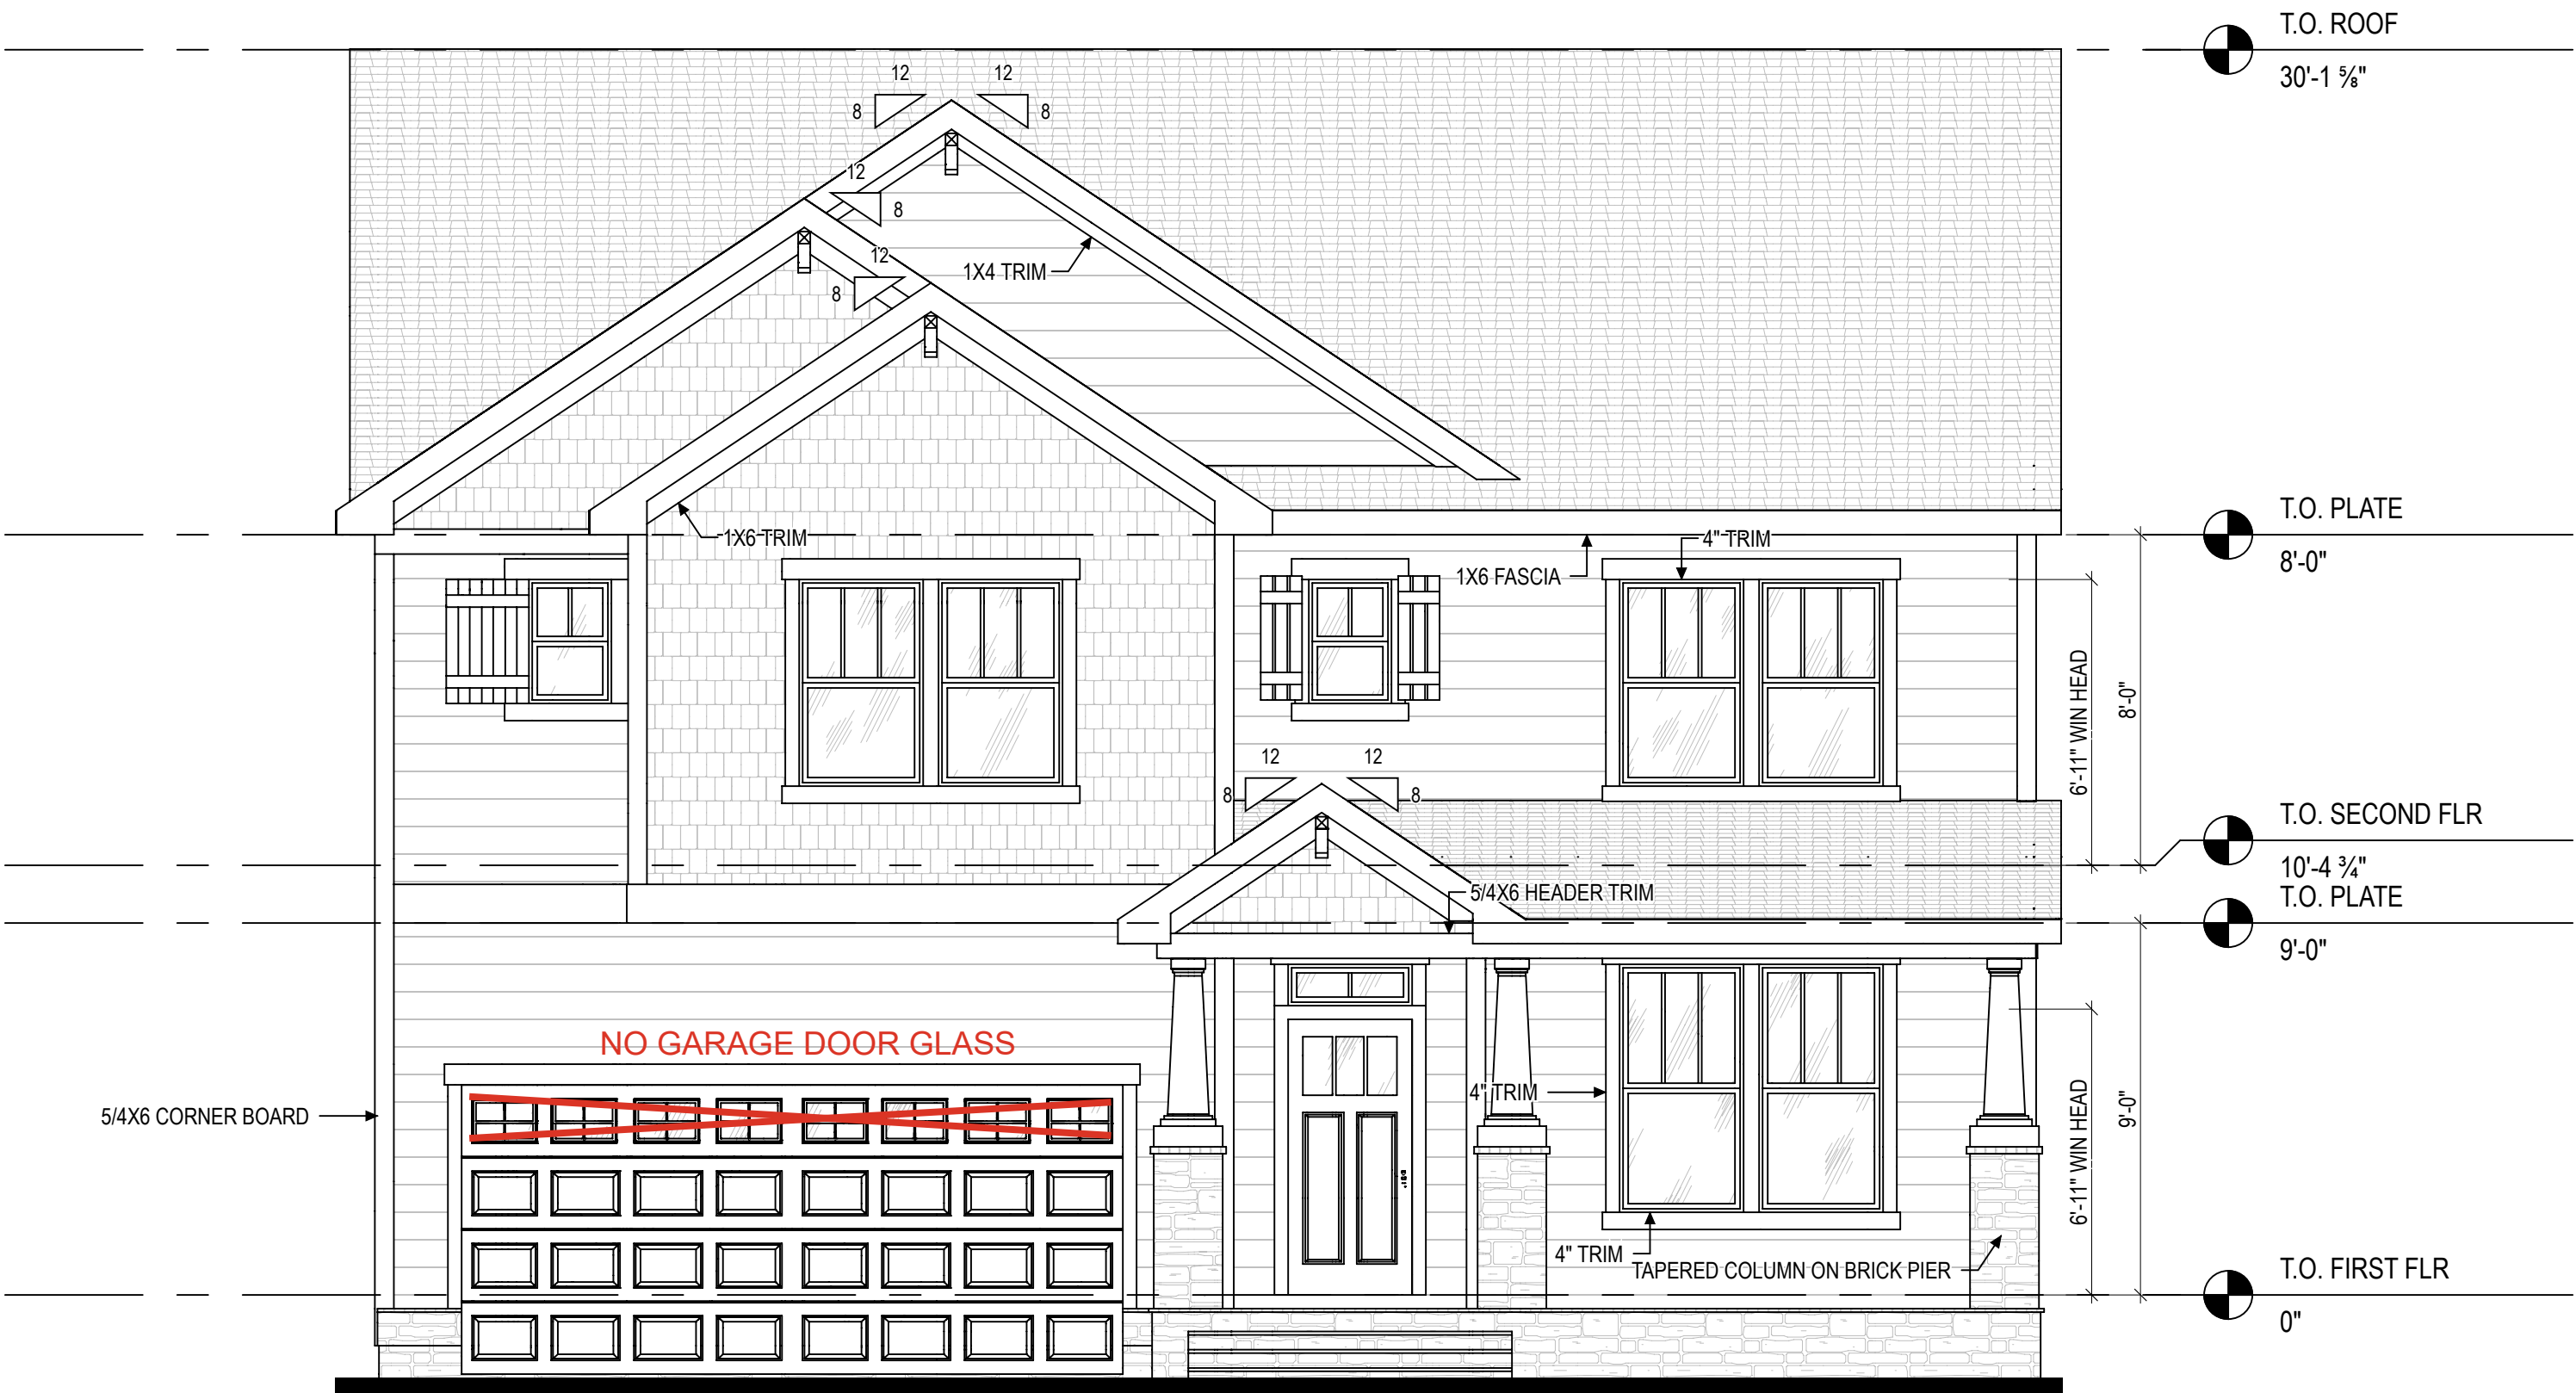 T.O. ROOF
30'-1 ⅝"
12
12
8
8
12
8
12
8
1X4 TRIM
T.O. PLATE
8'-0"
1X6 TRIM
4" TRIM
1X6 FASCIA
6'-11" WIN HEAD
8'-0"
12
12
8
8
T.O. SECOND FLR
10'-4 ¾"
T.O. PLATE
9'-0"
5/4X6 HEADER TRIM
NO GARAGE DOOR GLASS
5/4X6 CORNER BOARD
4" TRIM
6'-11" WIN HEAD
9'-0"
4" TRIM
TAPERED COLUMN ON BRICK PIER
T.O. FIRST FLR
0"